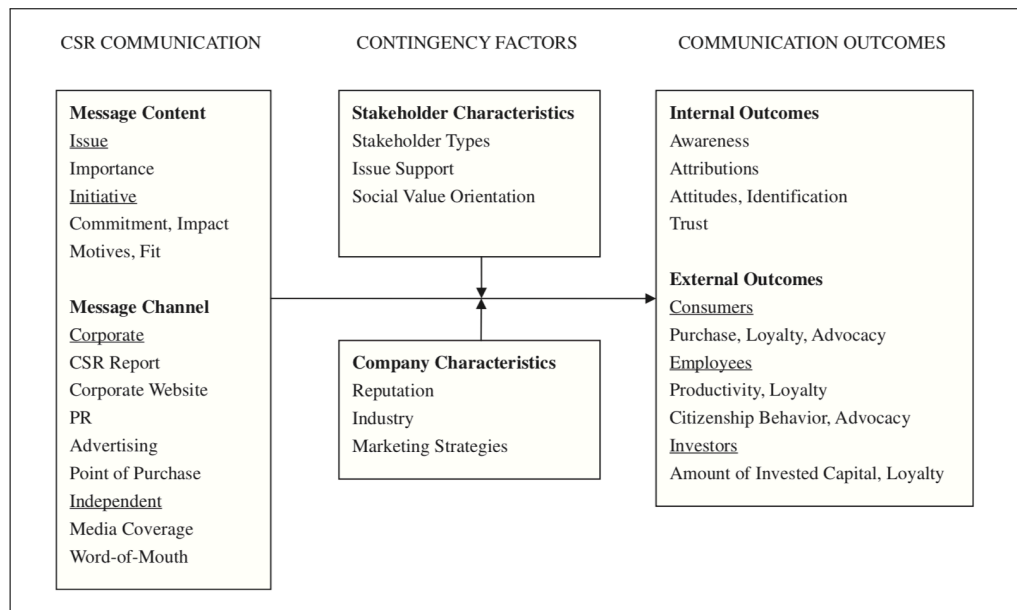 CSR COMMUNICATION
Message Content
Issue
Importance
Initiative
Commitment, Impact
Motives, Fit
Message Channel
Corporate
CSR Report
Corporate Website
PR
Advertising
Point of Purchase
Independent
Media Coverage
Word-of-Mouth
CONTINGENCY FACTORS
Stakeholder Characteristics
Stakeholder Types
Issue Support
Social Value Orientation
Company Characteristics
Reputation
Industry
Marketing Strategies
COMMUNICATION OUTCOMES
Internal Outcomes
Awareness
Attributions
Attitudes, Identification
Trust
External Outcomes
Consumers
Purchase, Loyalty, Advocacy
Employees
Productivity, Loyalty
Citizenship Behavior, Advocacy
Investors
Amount of Invested Capital, Loyalty